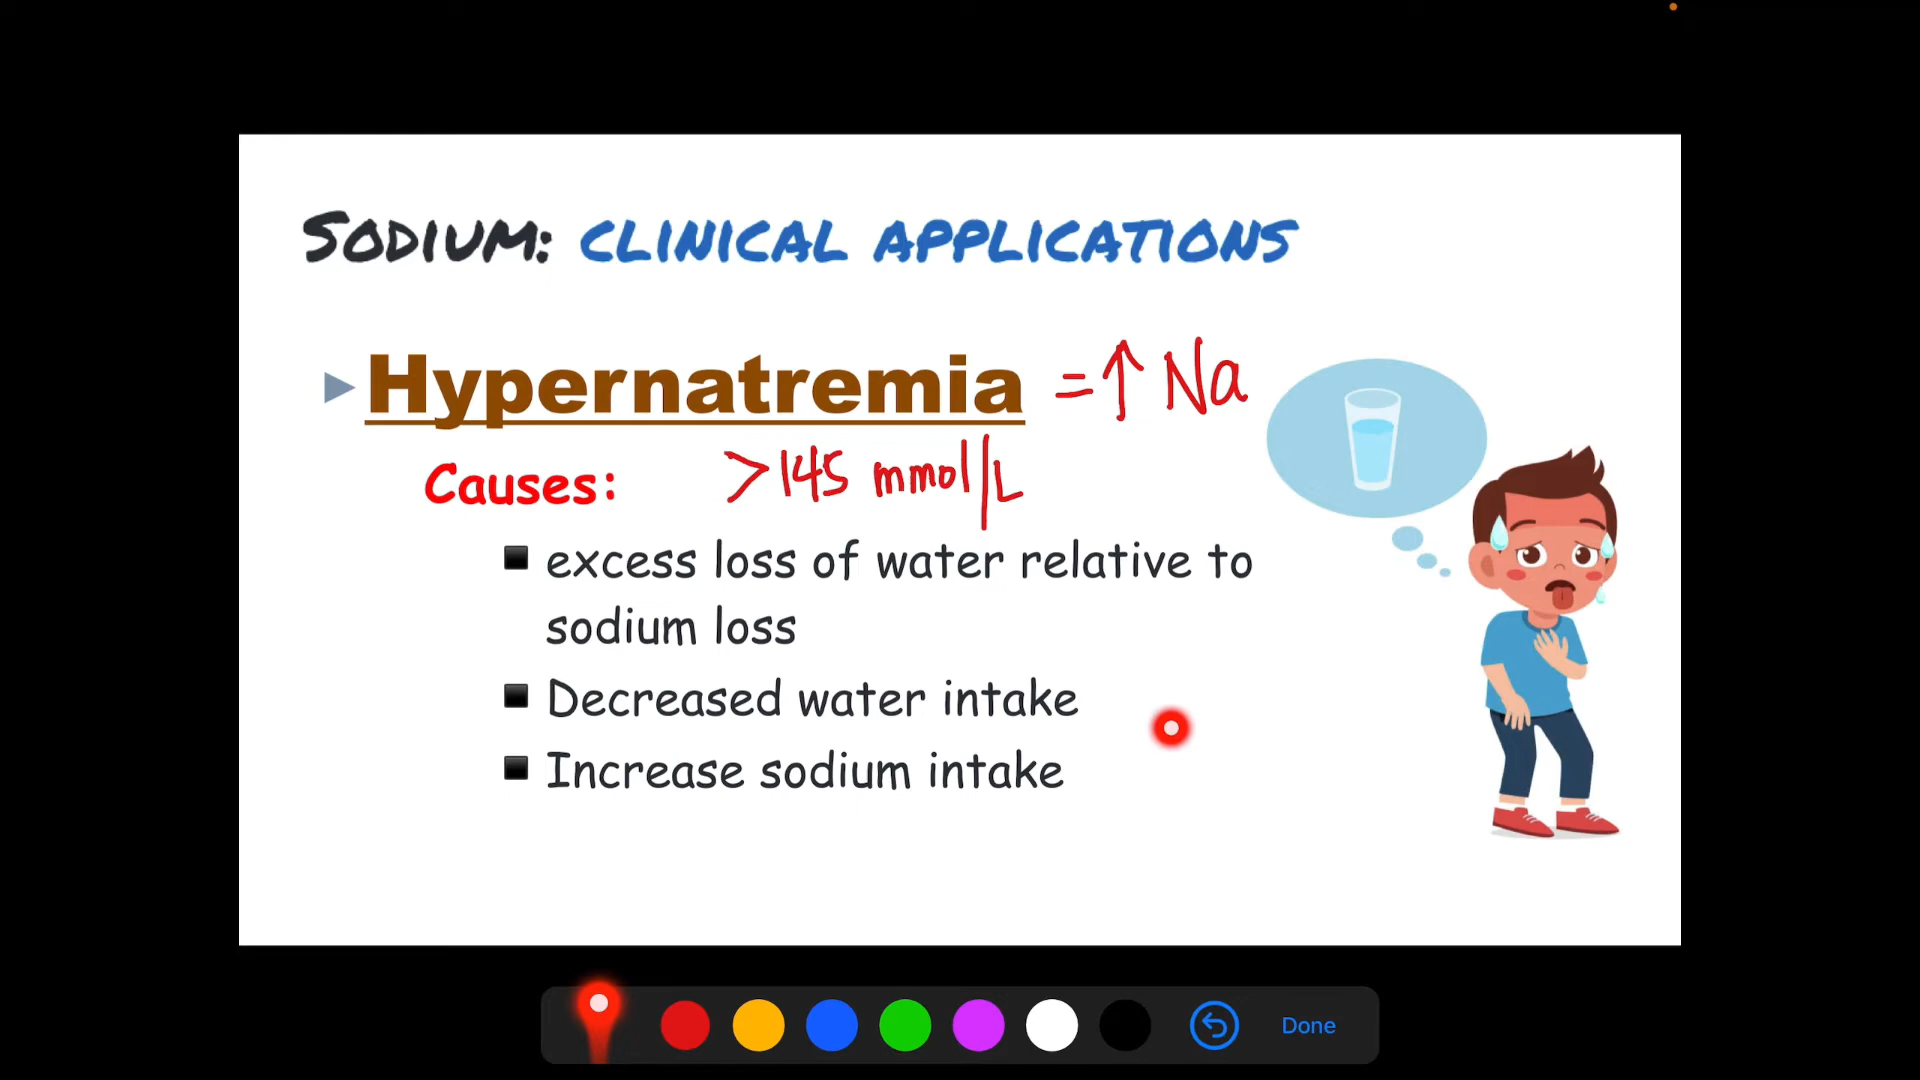 SODIUM: CLINICAL APPLICATIONS
Hypernatremia = ↑ Na
Causes: >145 mmol/L
excess loss of water relative to
sodium loss
Decreased water intake
Increase sodium intake
Done